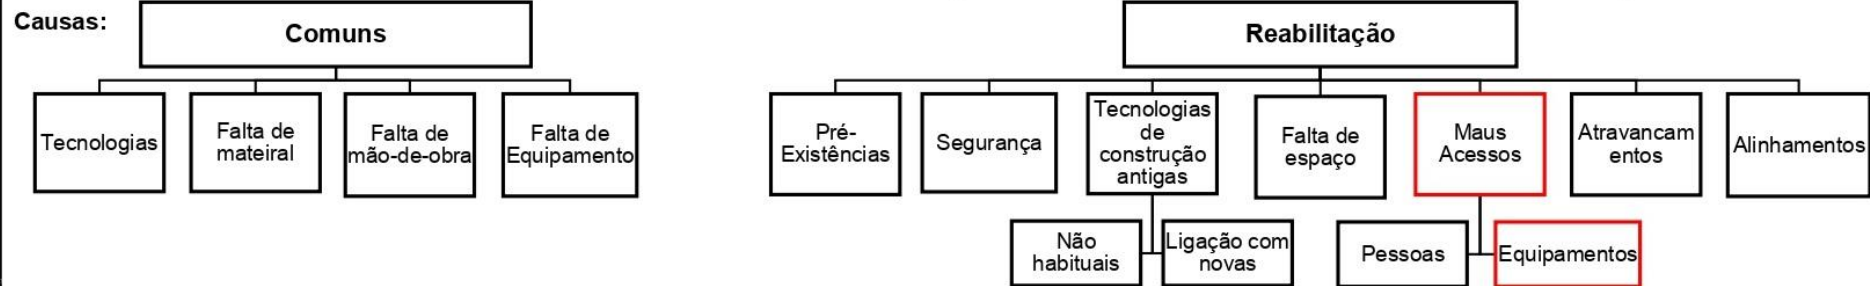 Causas:
Comuns
Tecnologias
Falta de
mateiral
Falta de
mão-de-obra
Falta de
Equipamento
Reabilitação
Pré-
Existências
Segurança
Tecnologias
de
construção
antigas
Falta de
espaço
Maus
Acessos
Atravancam
entos
Alinhamentos
Não
habituais
Ligação com
novas
Pessoas
Equipamentos